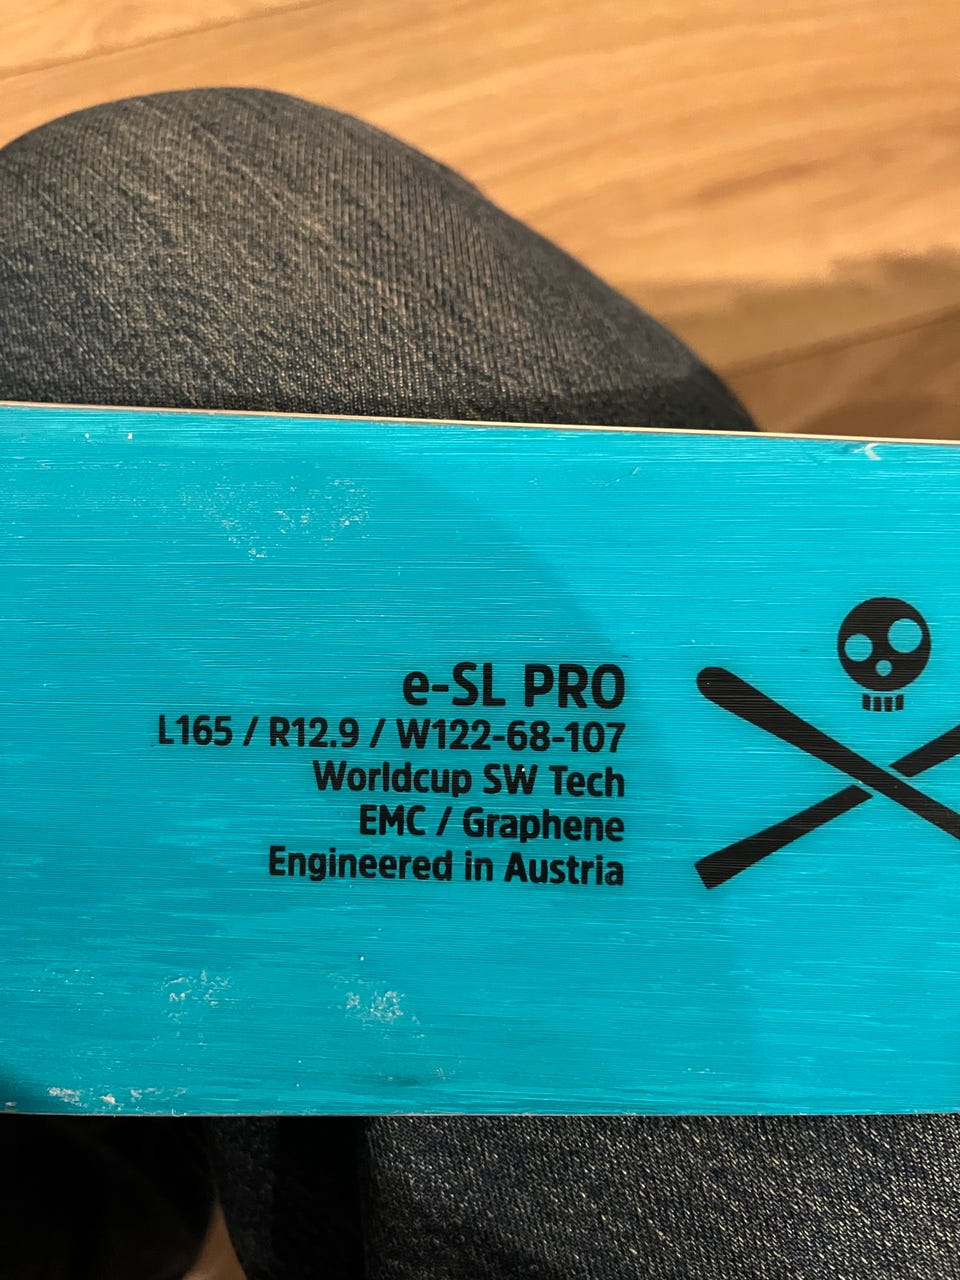 e-SL PRO
L165 / R12.9 / W122-68-107
Worldcup SW Tech
EMC / Graphene
Engineered in Austria